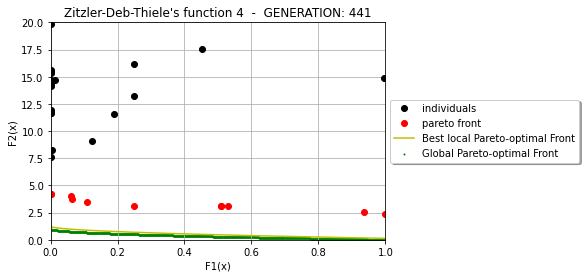 Zitzler-Deb-Thiele's function 4  -  GENERATION: 441
20.0
17.5
15.0
12.5
10.0
7.5
5.0
2.5
0.0
F2(x)
0.0 0.2 0.4 0.6 0.8 1.0
F1(x)
individuals
pareto front
Best local Pareto-optimal Front
Global Pareto-optimal Front